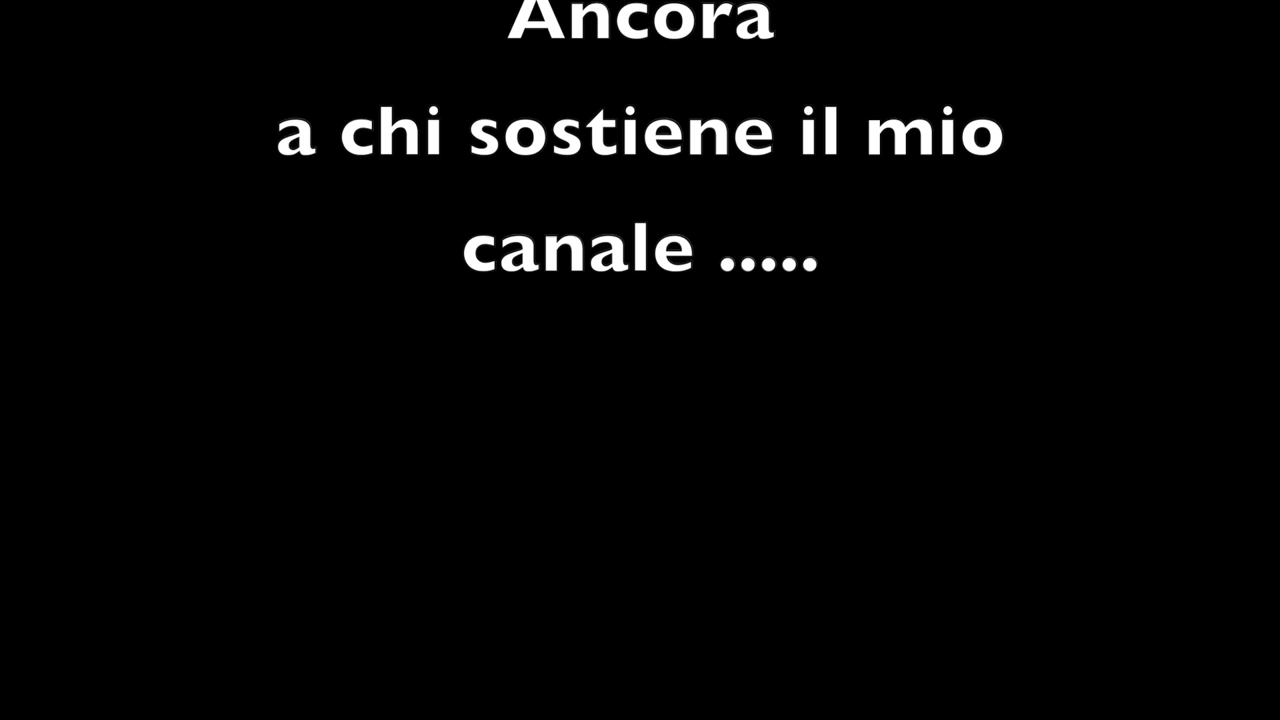 Ancora
a chi sostiene il mio
canale .....